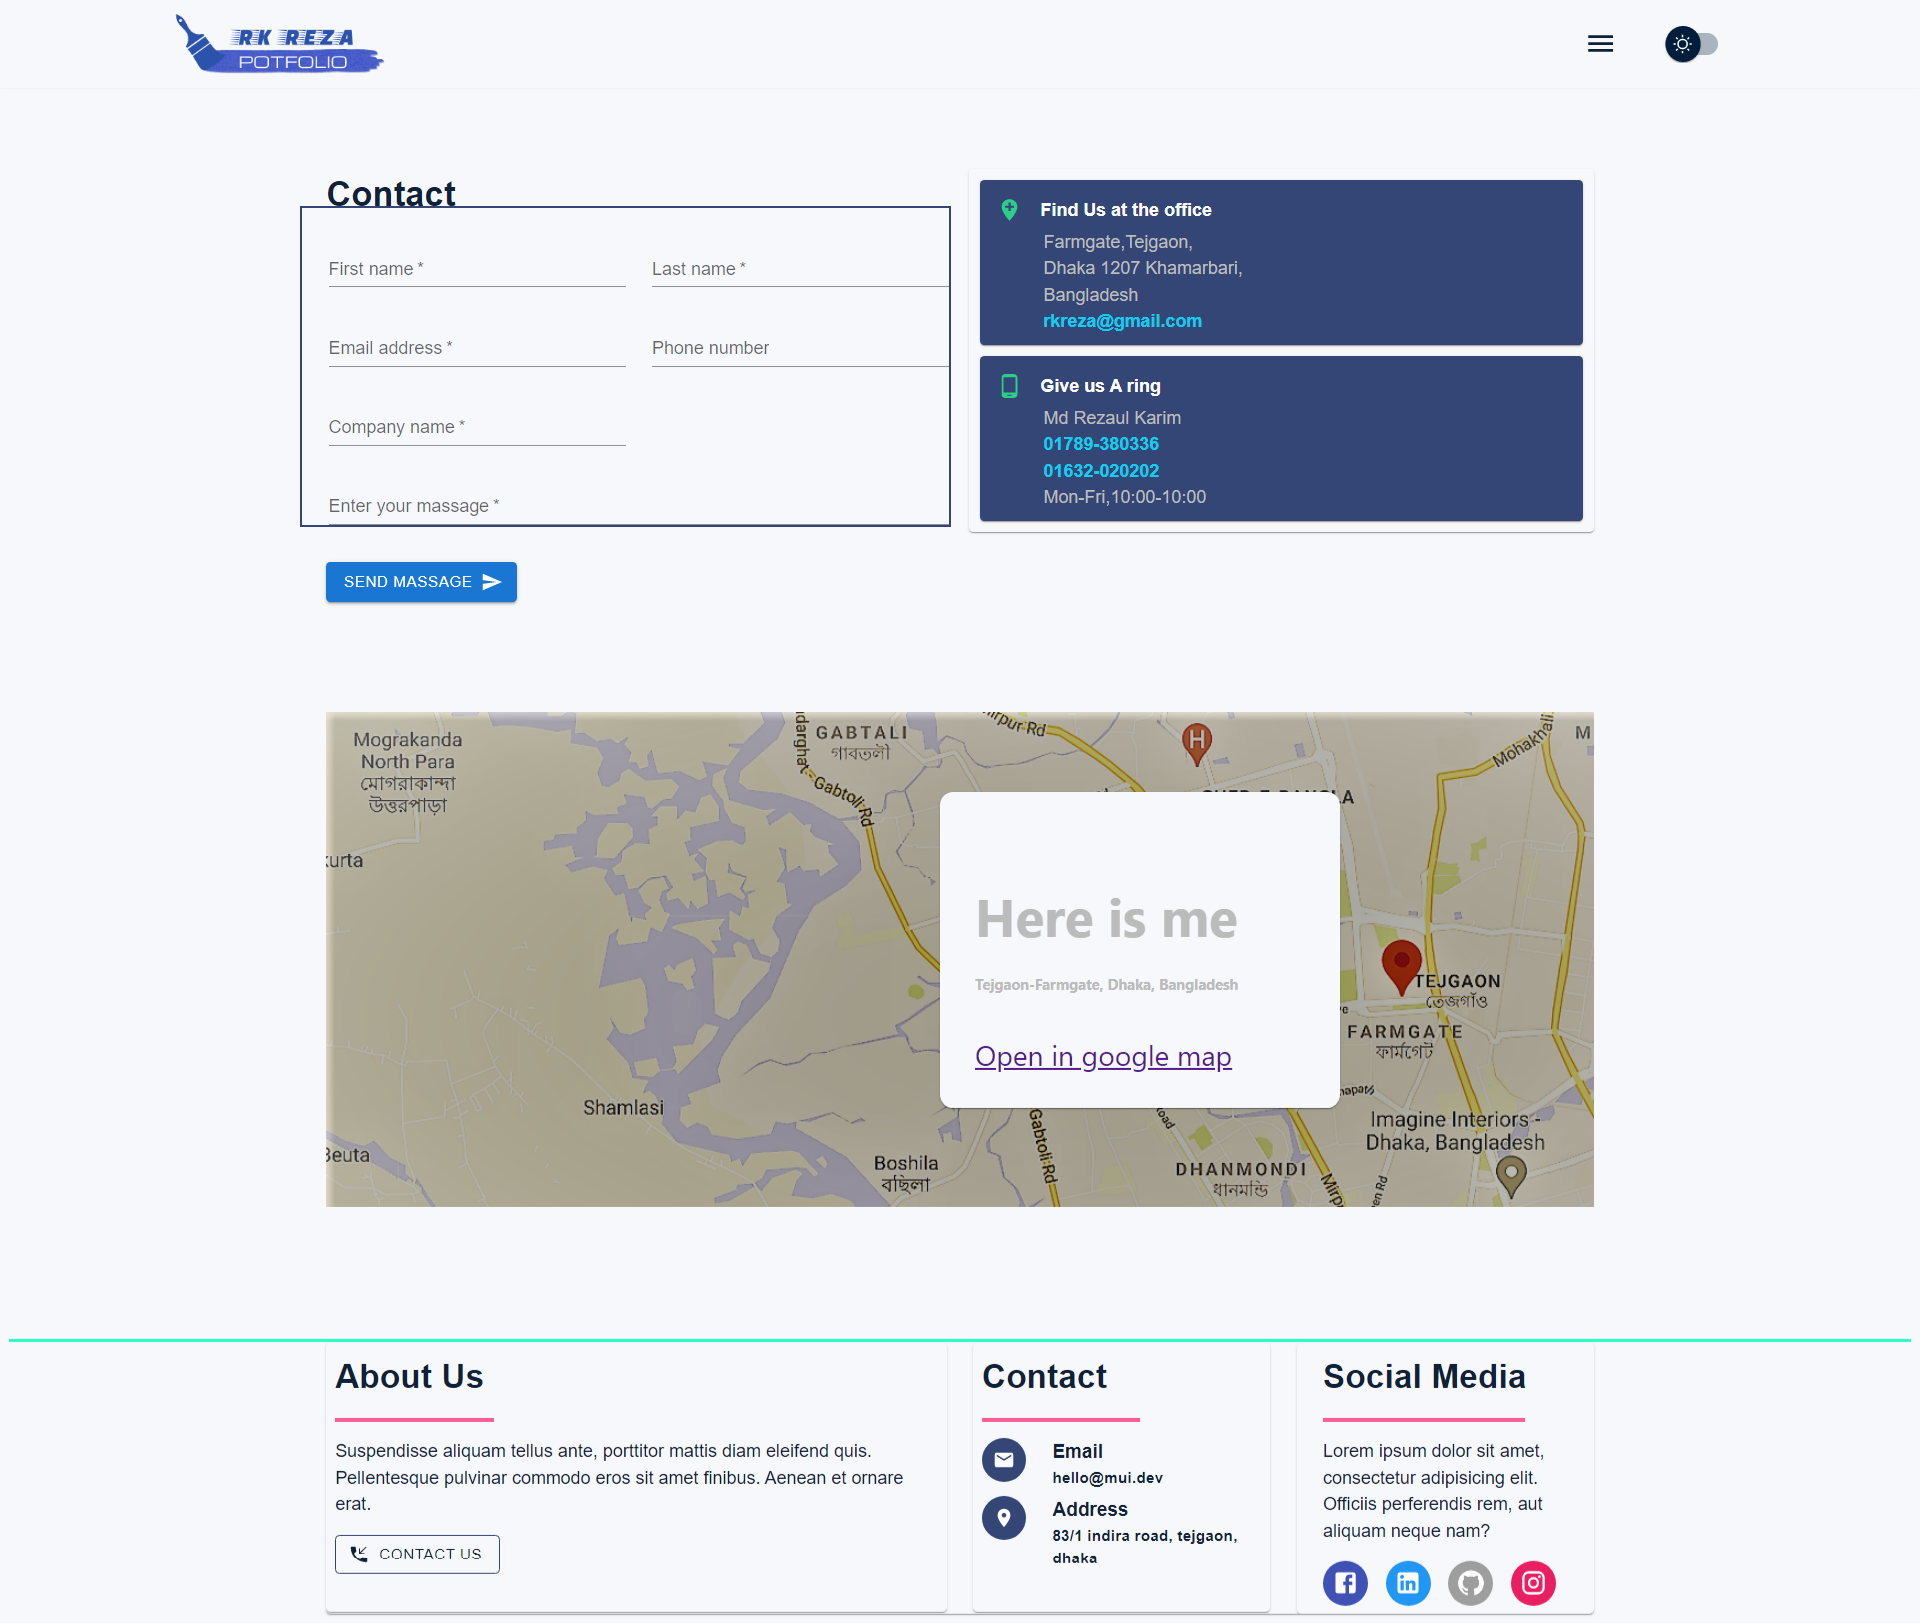 RK REZA
POTFOLIO
Contact
First name *
Last name *
Email address *
Phone number
Company name *
Enter your massage *
SEND MASSAGE
Find Us at the office
Farmgate,Tejgaon,
Dhaka 1207 Khamarbari,
Bangladesh
rkreza@gmail.com
Give us A ring
Md Rezaul Karim
01789-380336
01632-020202
Mon-Fri,10:00-10:00
Mograkanda
North Para
মোগরাকান্দা
উত্তরপাড়া
GABTALI
গাবতলী
Gabtoli Rd
H
Here is me
Tejgaon-Farmgate, Dhaka, Bangladesh
Open in google map
TEJGAON
তেজগাঁও
FARMGATE
ফার্মগেট
Shamlasi
Boshila
বছিলা
Gabtoli Rd
DHANMONDI
ধানমন্ডি
Imagine Interiors -
Dhaka, Bangladesh
About Us
Suspendisse aliquam tellus ante, porttitor mattis diam eleifend quis.
Pellentesque pulvinar commodo eros sit amet finibus. Aenean et ornare
erat.
CONTACT US
Contact
Email
hello@mui.dev
Address
83/1 indira road, tejgaon,
dhaka
Social Media
Lorem ipsum dolor sit amet,
consectetur adipisicing elit.
Officiis perferendis rem, aut
aliquam neque nam?